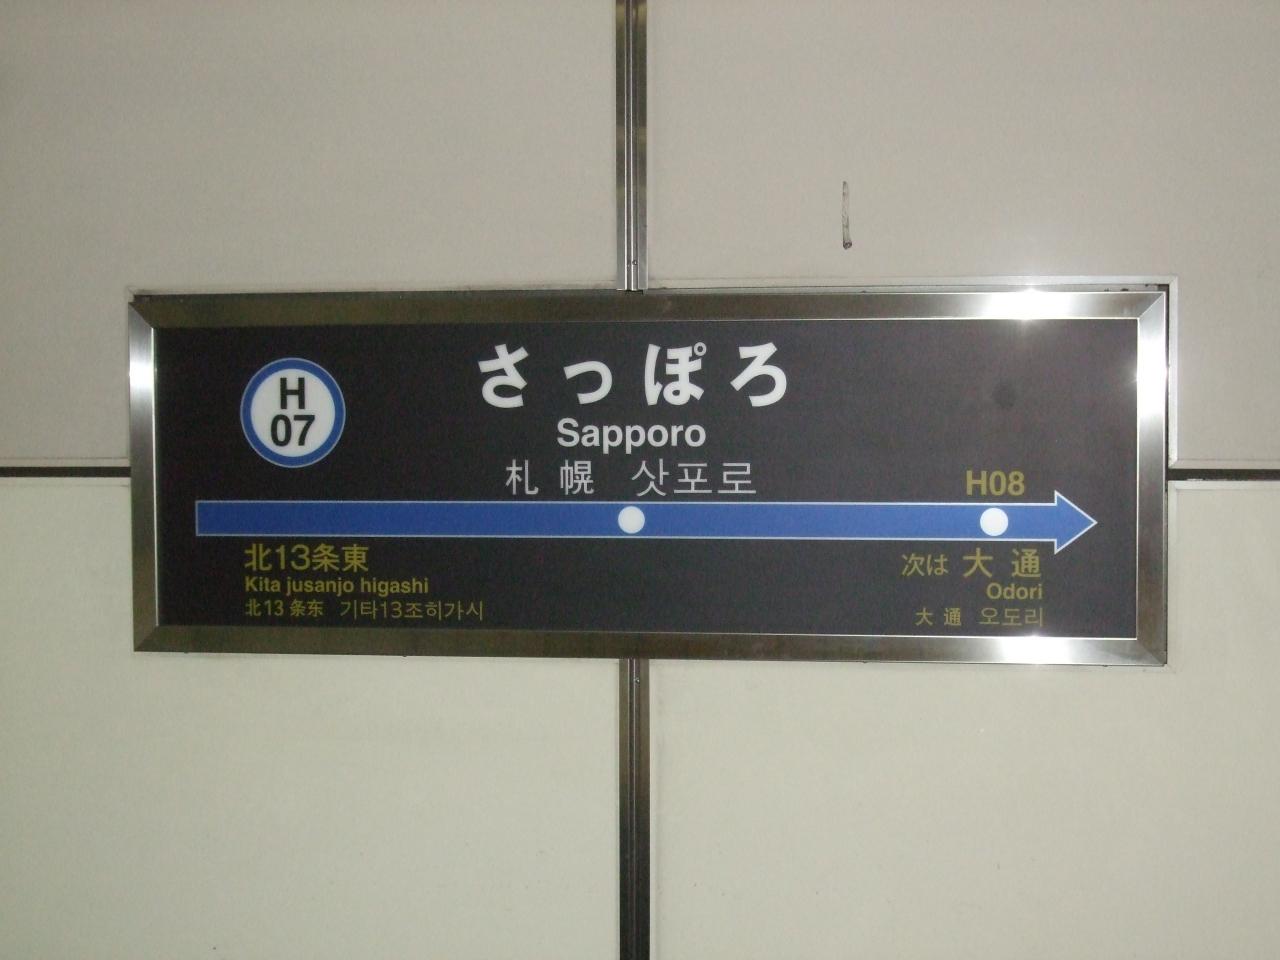 H
07
さっぽろ
Sapporo
札幌 삿포로
H08
北13条東
Kita jusanjo higashi
北13条东 기타13조히가시
次は 大通
Odori
大通 오도리